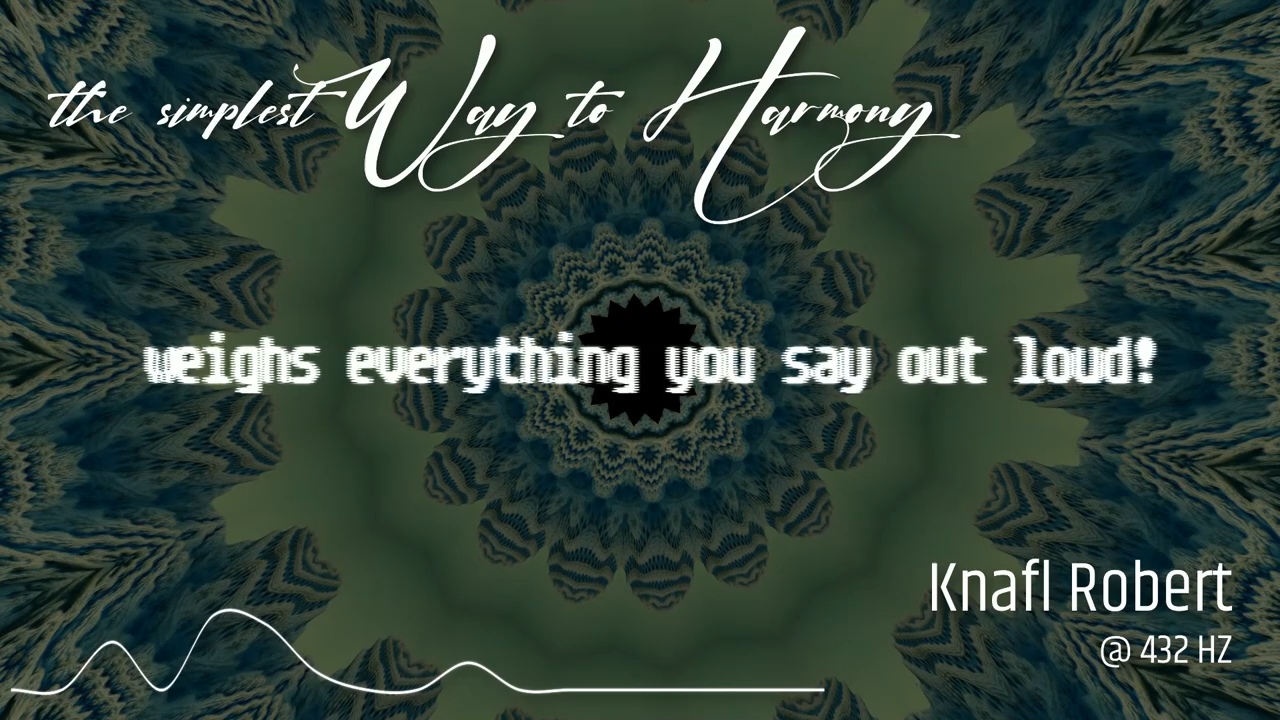 the simplest Way to Harmony
weighs everything you say out loud!
Knafl Robert
@ 432 HZ